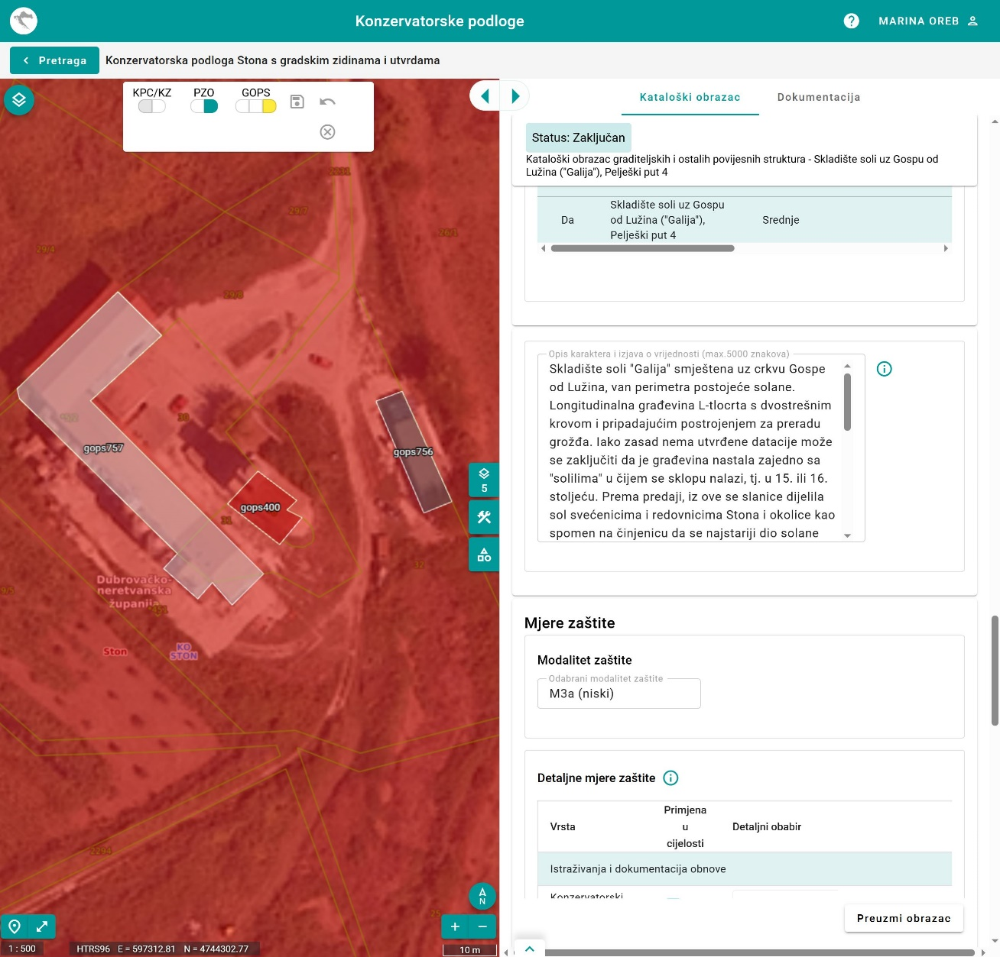 Konzervatorske podloge
MARINA OREB
Pretraga
Konzervatorska podloga Stona s gradskim zidinama i utvrdama
KPC/KZ PZO GOPS
29/7
26/1
29/4
29/8
30
gops757
gops756
gops400
31
32
Dubrovačko-
neretvanska
županija
Ston
KO
STON
5
2294
A
N
+ −
1 : 500
HTRS96 E = 597312.81 N = 4744302.77
10 m
Kataloški obrazac
Dokumentacija
Status: Zaključan
Kataloški obrazac graditeljskih i ostalih povijesnih struktura - Skladište soli uz Gospu od
Lužina ("Galija"), Pelješki put 4
Skladište soli uz Gospu
Da od Lužina ("Galija"), Srednje
Pelješki put 4
Opis karaktera i izjava o vrijednosti (max.5000 znakova)
Skladište soli "Galija" smještena uz crkvu Gospe
od Lužina, van perimetra postojeće solane.
Longitudinalna građevina L-tlocrta s dvostrešnim
krovom i pripadajućim postrojenjem za preradu
grožđa. Iako zasad nema utvrđene datacije može
se zaključiti da je građevina nastala zajedno sa
"solilima" u čijem se sklopu nalazi, tj. u 15. ili 16.
stoljeću. Prema predaji, iz ove se slanice dijelila
sol svećenicima i redovnicima Stona i okolice kao
spomen na činjenicu da se najstariji dio solane
Mjere zaštite
Modalitet zaštite
Odabrani modalitet zaštite
M3a (niski)
Detaljne mjere zaštite
Primjena
Vrsta u Detaljni obabir
cijelosti
Istraživanja i dokumentacija obnove
Konzervatorski
Preuzmi obrazac